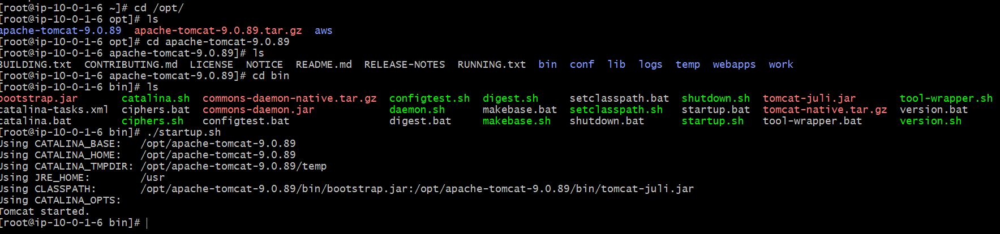 [root@ip-10-0-1-6 ~]# cd /opt/
[root@ip-10-0-1-6 opt]# ls
apache-tomcat-9.0.89  apache-tomcat-9.0.89.tar.gz  aws
[root@ip-10-0-1-6 opt]# cd apache-tomcat-9.0.89
[root@ip-10-0-1-6 apache-tomcat-9.0.89]# ls
BUILDING.txt  CONTRIBUTING.md  LICENSE  NOTICE  README.md  RELEASE-NOTES  RUNNING.txt  bin  conf  lib  logs  temp  webapps  work
[root@ip-10-0-1-6 apache-tomcat-9.0.89]# cd bin
[root@ip-10-0-1-6 bin]# ls
bootstrap.jar  catalina.sh  commons-daemon-native.tar.gz  configtest.sh  digest.sh  setclasspath.bat  shutdown.sh  tomcat-juli.jar  tool-wrapper.sh
catalina-tasks.xml  ciphers.bat  commons-daemon.jar  daemon.sh  makebase.bat  setclasspath.sh  startup.bat  tomcat-native.tar.gz  version.bat
catalina.bat  ciphers.sh  configtest.bat  digest.bat  makebase.sh  shutdown.bat  startup.sh  tool-wrapper.bat  version.sh
[root@ip-10-0-1-6 bin]# ./startup.sh
Using CATALINA_BASE:   /opt/apache-tomcat-9.0.89
Using CATALINA_HOME:   /opt/apache-tomcat-9.0.89
Using CATALINA_TMPDIR: /opt/apache-tomcat-9.0.89/temp
Using JRE_HOME:        /usr
Using CLASSPATH:       /opt/apache-tomcat-9.0.89/bin/bootstrap.jar:/opt/apache-tomcat-9.0.89/bin/tomcat-juli.jar
Using CATALINA_OPTS:
Tomcat started.
[root@ip-10-0-1-6 bin]#